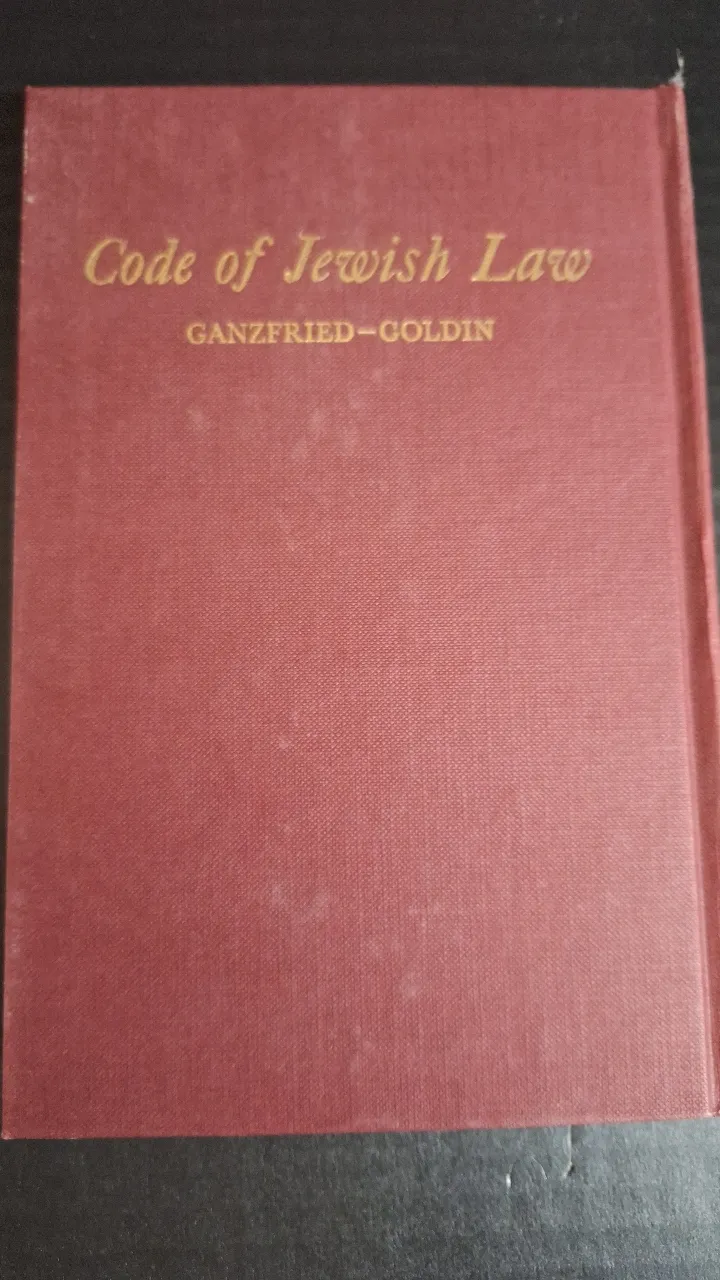 Code of Jewish Law
GANZFRIED–GOLDIN